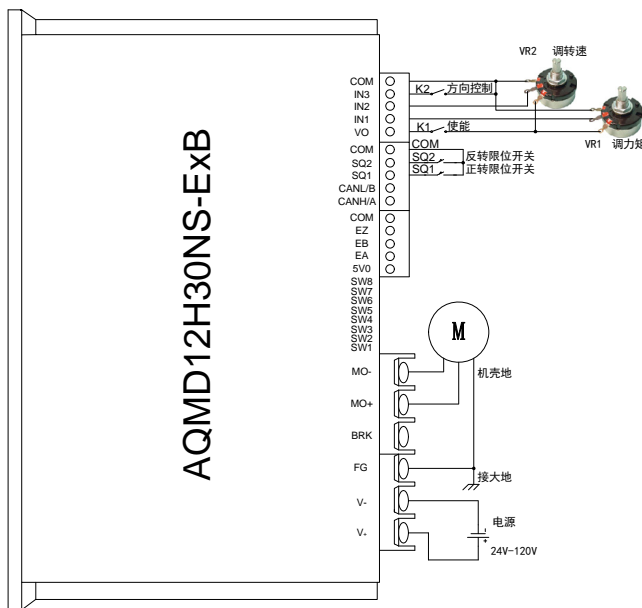 AQMD12H30NS-ExB
VR2 调转速
COM
IN3
K2 方向控制
IN2
IN1
VO
K1 使能
VR1 调力矩
COM
COM
SQ2
SQ2
反转限位开关
SQ1
SQ1
正转限位开关
CANL/B
CANH/A
COM
EZ
EB
EA
5V0
SW8
SW7
SW6
SW5
SW4
SW3
SW2
SW1
M
MO-
机壳地
MO+
BRK
FG
接大地
V-
电源
V+
24V-120V